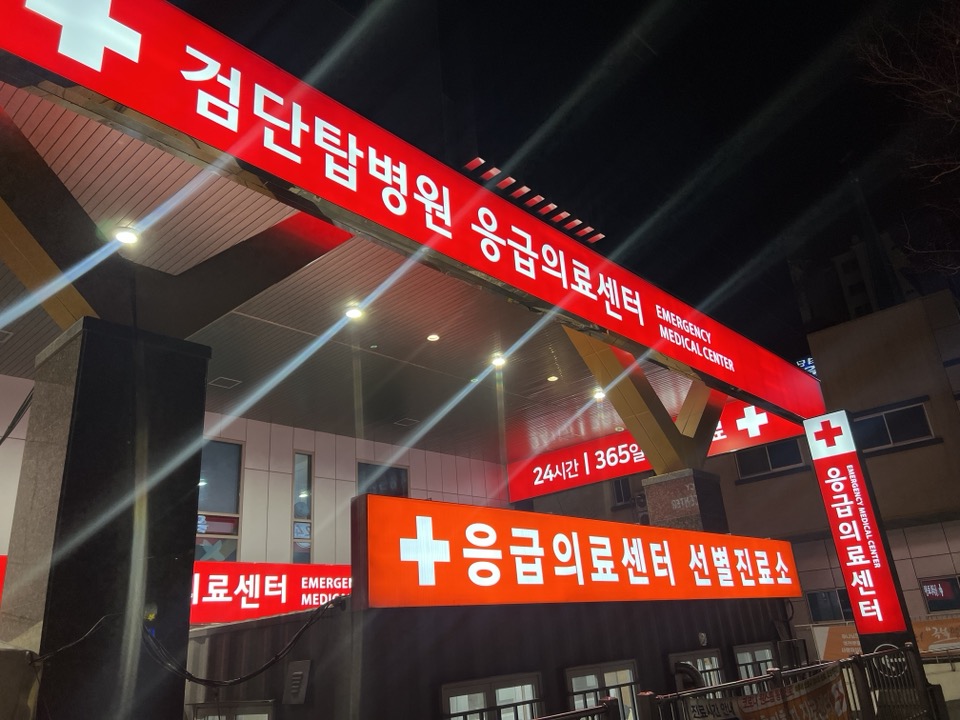 검단탑병원 응급의료센터 EMERGENCY
MEDICAL CENTER
24시간 | 365일
응급의료센터
EMERGENCY MEDICAL CENTER
응급의료센터 선별진료소
의료센터